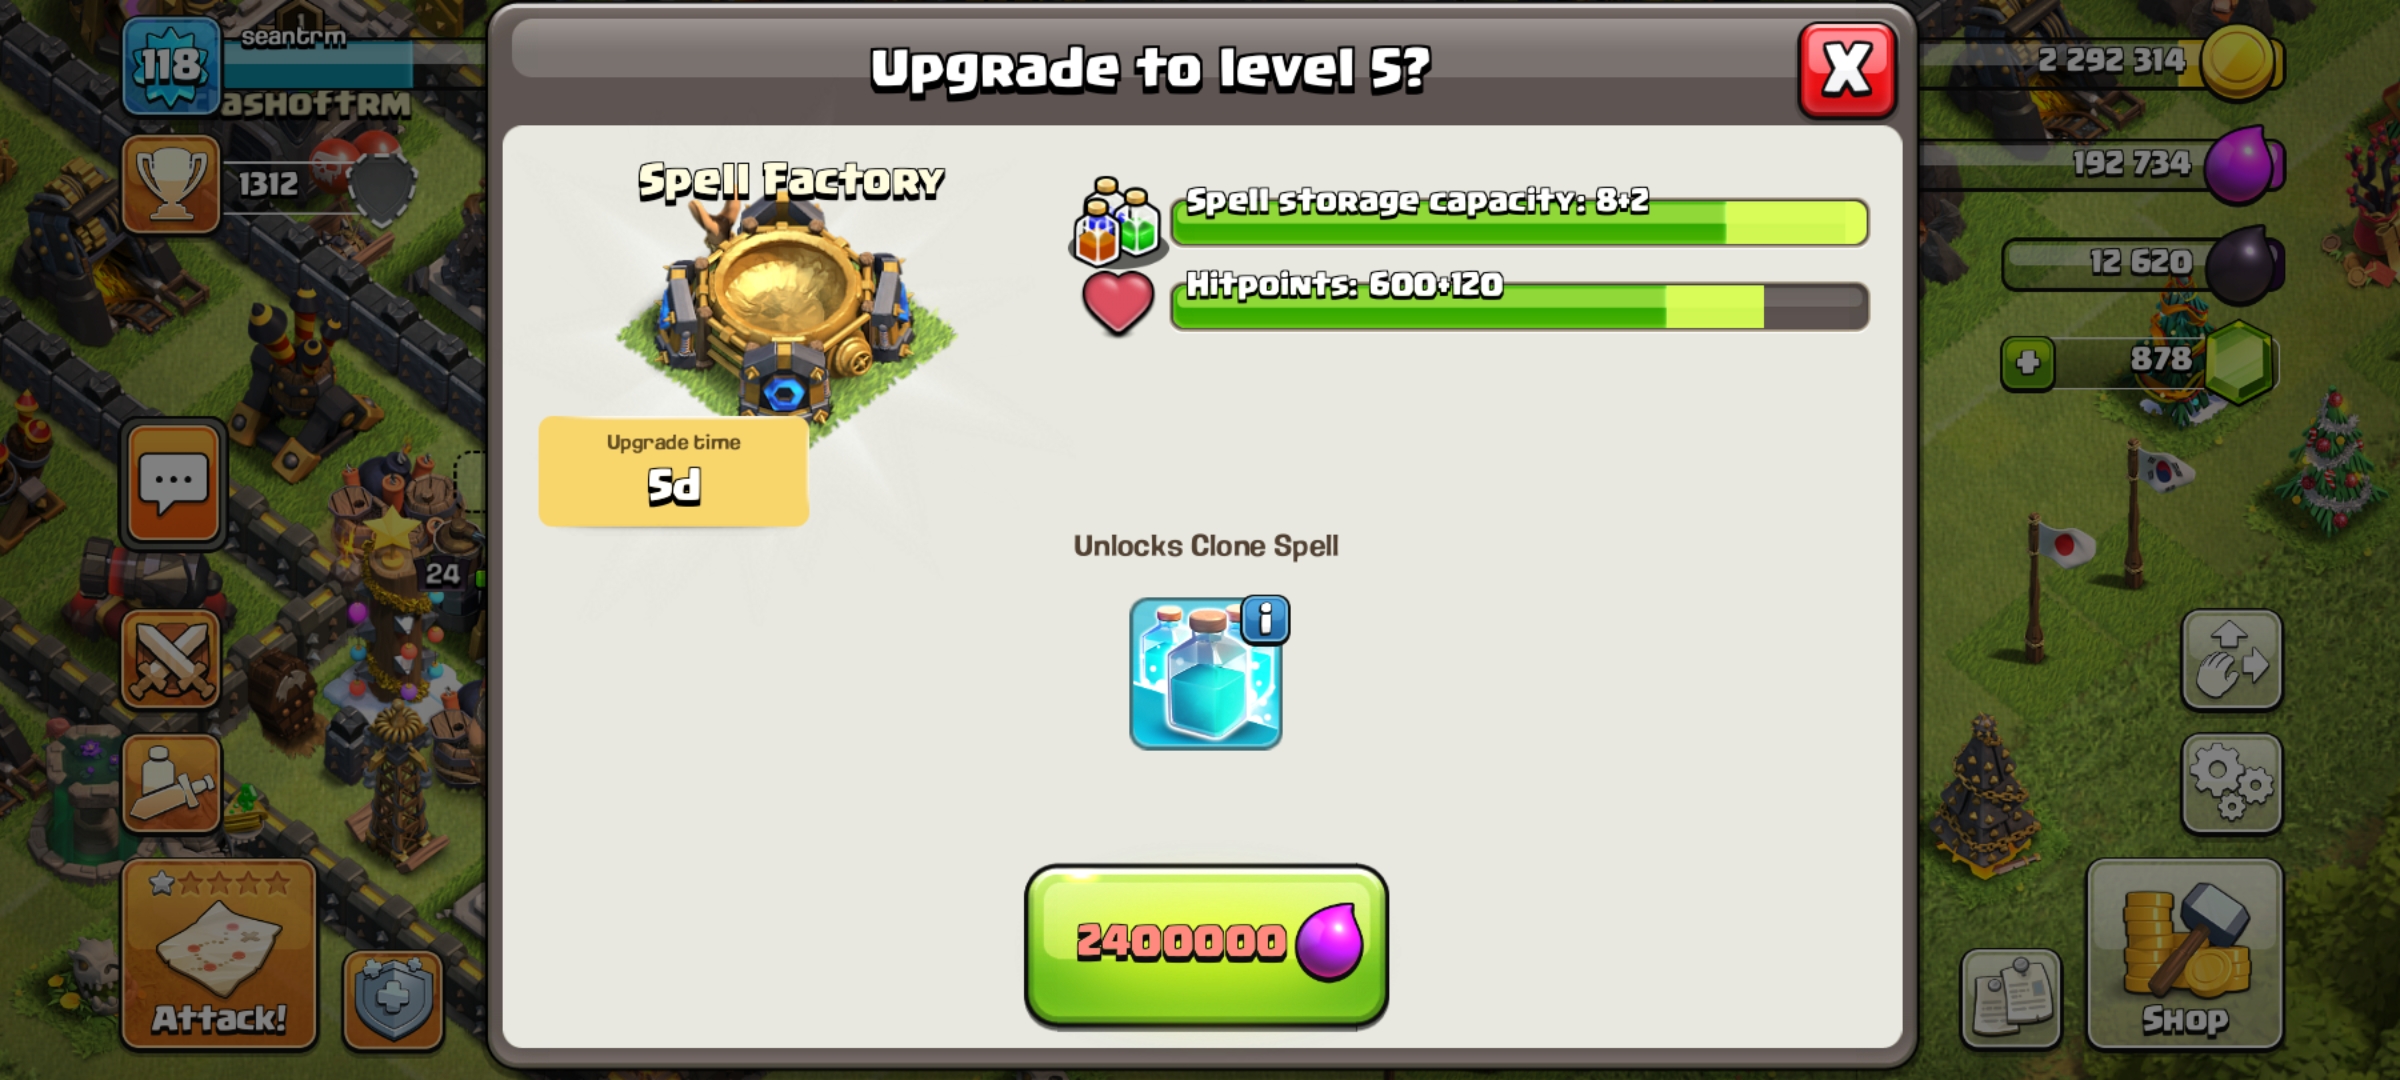 118
seantrm
ashoftRM
1312
24
Attack!
Upgrade to level 5?
X
Spell Factory
Upgrade time
5d
Spell storage capacity: 8+2
Hitpoints: 600+120
Unlocks Clone Spell
i
2400000
2 292 314
192 734
12 620
878
Shop